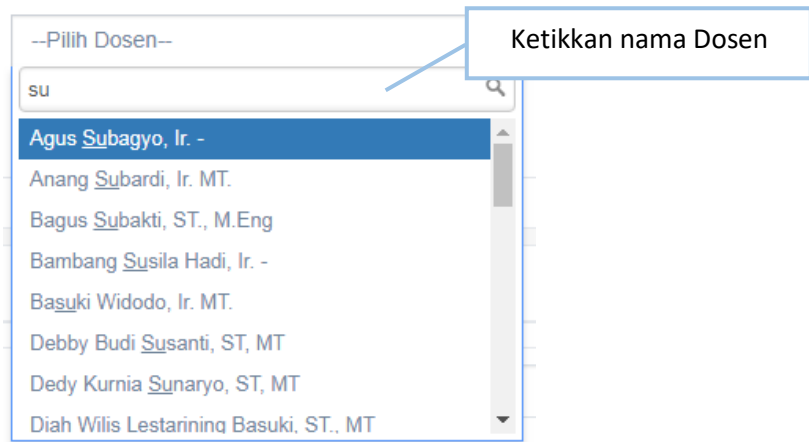 --Pilih Dosen--
Ketikkan nama Dosen
su
Agus Subagyo, Ir. -
Anang Subardi, Ir. MT.
Bagus Subakti, ST., M.Eng
Bambang Susila Hadi, Ir. -
Basuki Widodo, Ir. MT.
Debby Budi Susanti, ST, MT
Dedy Kurnia Sunaryo, ST, MT
Diah Wilis Lestarining Basuki, ST., MT